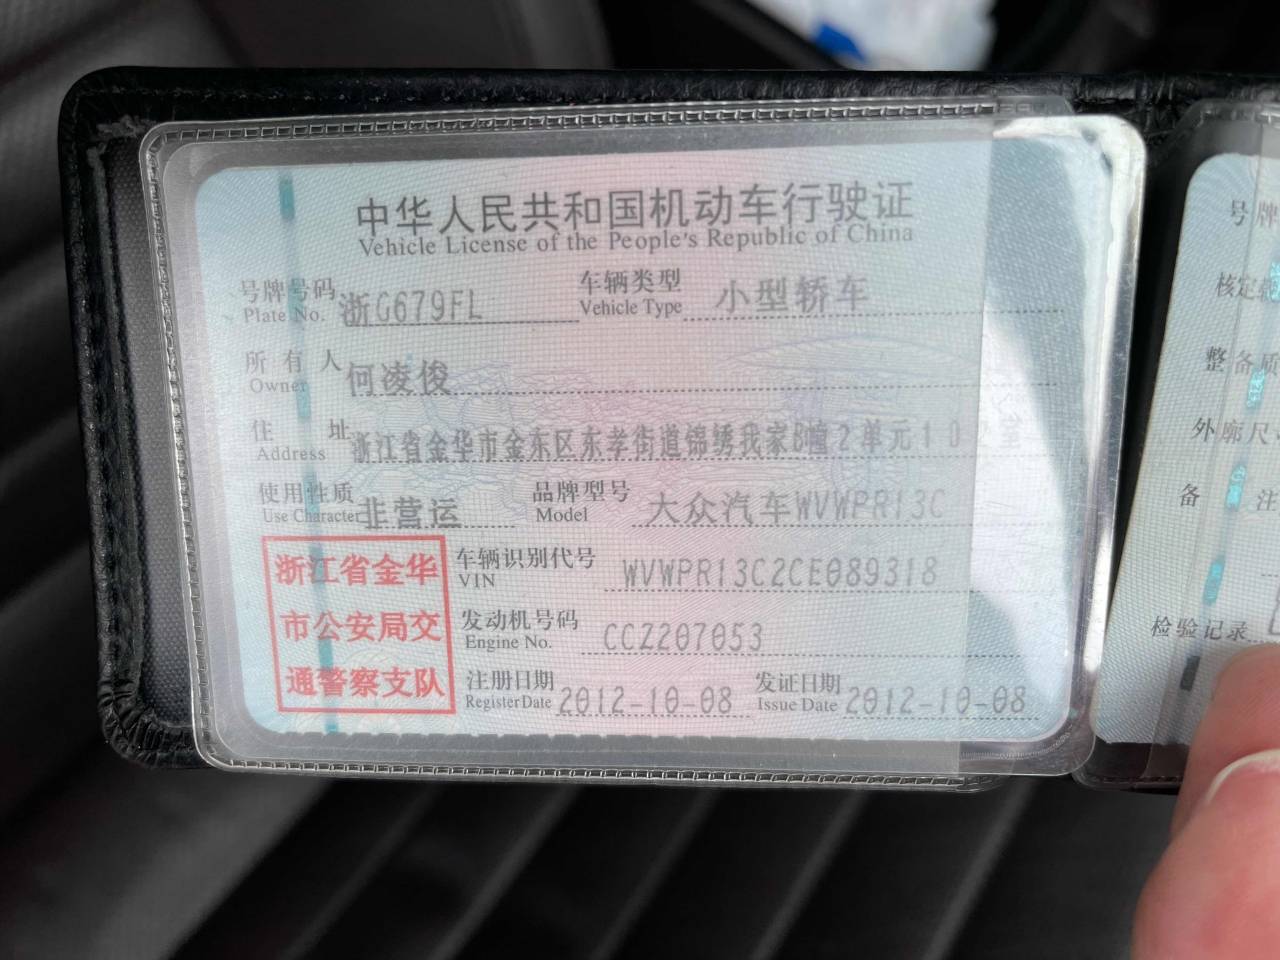 中华人民共和国机动车行驶证
Vehicle License of the People's Republic of China
号牌号码 浙G679FL 车辆类型 小型轿车
Plate No. Vehicle Type
所有人 何凌俊
Owner
住址 浙江省金华市金东区东孝街道锦绣我家B幢2单元10 室
Address
使用性质 非营运 品牌型号 大众汽车WVWPR13C
Use Character Model
浙江省金华
市公安局交
通警察支队
车辆识别代号 WVWPR13C2CE089318
VIN
发动机号码 CCZ207053
Engine No.
注册日期 2012-10-08 发证日期 2012-10-08
Register Date Issue Date
号牌
核定
整备质
外廓尺
备注
检验记录